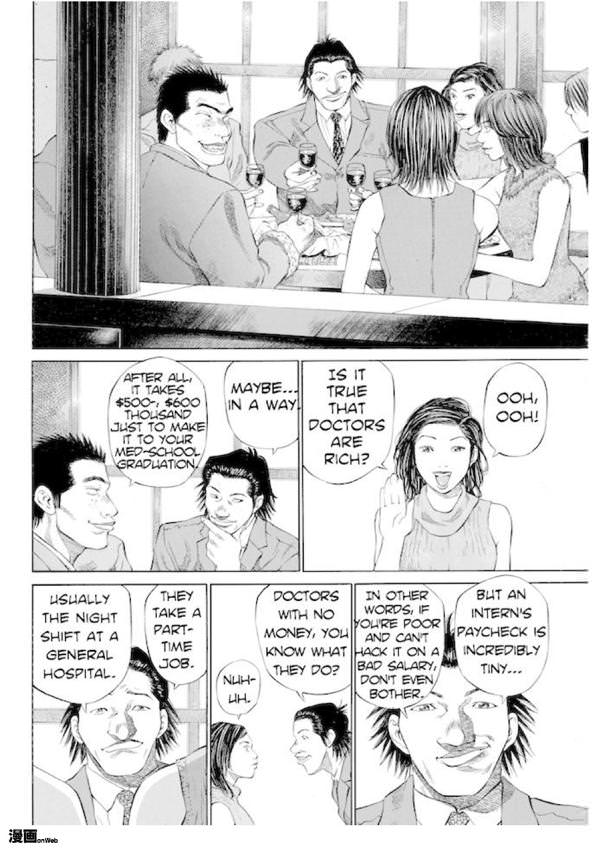 OOH,
OOH!
IS IT
TRUE
THAT
DOCTORS
ARE
RICH?
MAYBE...
IN A WAY.
AFTER ALL,
IT TAKES
$500-, $600
THOUSAND
JUST TO MAKE
IT TO YOUR
MED-SCHOOL
GRADUATION.
BUT AN
INTERN'S
PAYCHECK IS
INCREDIBLY
TINY...
IN OTHER
WORDS, IF
YOU'RE POOR
AND CAN'T
HACK IT ON A
BAD SALARY,
DON'T EVEN
BOTHER.
DOCTORS
WITH NO
MONEY, YOU
KNOW WHAT
THEY DO?
NUH-
UH.
THEY
TAKE A
PART-
TIME
JOB.
USUALLY
THE NIGHT
SHIFT AT A
GENERAL
HOSPITAL.
漫画onWeb